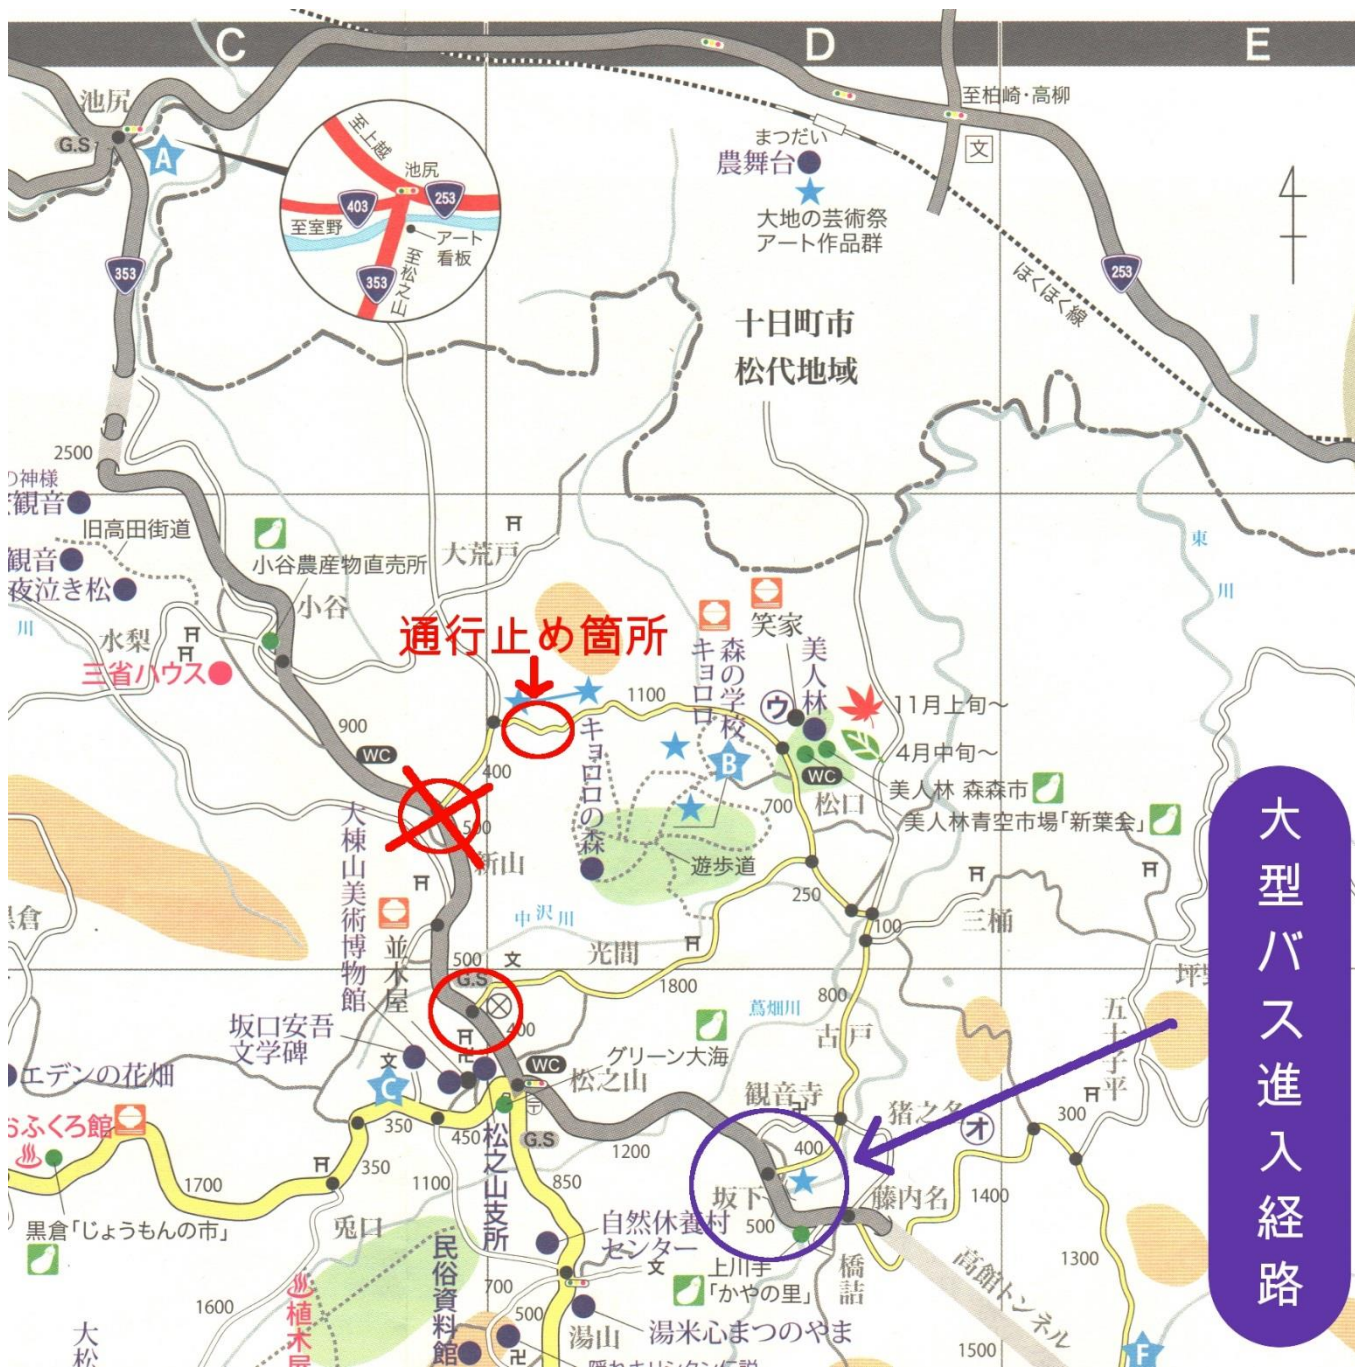 C
D
E
池尻
G.S
A
至上越
池尻
403
253
至室野
アート
看板
353
至松之山
至柏崎・高柳
文
まつだい
農舞台
大地の芸術祭
アート作品群
353
253
ほくほく線
十日町市
松代地域
2500
の神様
観音
旧高田街道
観音
夜泣き松
川
水梨
三省ハウス
小谷農産物直売所
小谷
大荒戸
通行止め箇所
東
川
笑家
森の学校
キョロロ
美人林
ウ
11月上旬〜
4月中旬〜
1100
900
WC
400
キョロロの森
B
WC
700
松口
美人林 森森市
美人林青空市場「新葉会」
大型バス進入経路
500
新山
遊歩道
大棟山美術博物館
中沢川
250
100
三桶
黒倉
並木屋
光間
500
文
G.S
1800
800
坪野
蔦畑川
五十子平
坂口安吾
文学碑
400
古戸
エデンの花畑
文
C
WC
グリーン大海
松之山
観音寺
猪之名
オ
300
おふくろ館
350
450
松之山支所
G.S
1200
400
350
1700
1100
850
坂下
藤内名
1400
黒倉「じょうもんの市」
兎口
自然休養村
センター
500
文
上川手
「かやの里」
橋詰
高館トンネル
1300
民俗資料館
700
1600
植木屋
500
湯山
湯米心まつのやま
大松
隠れキリシタン伝説
1500
F